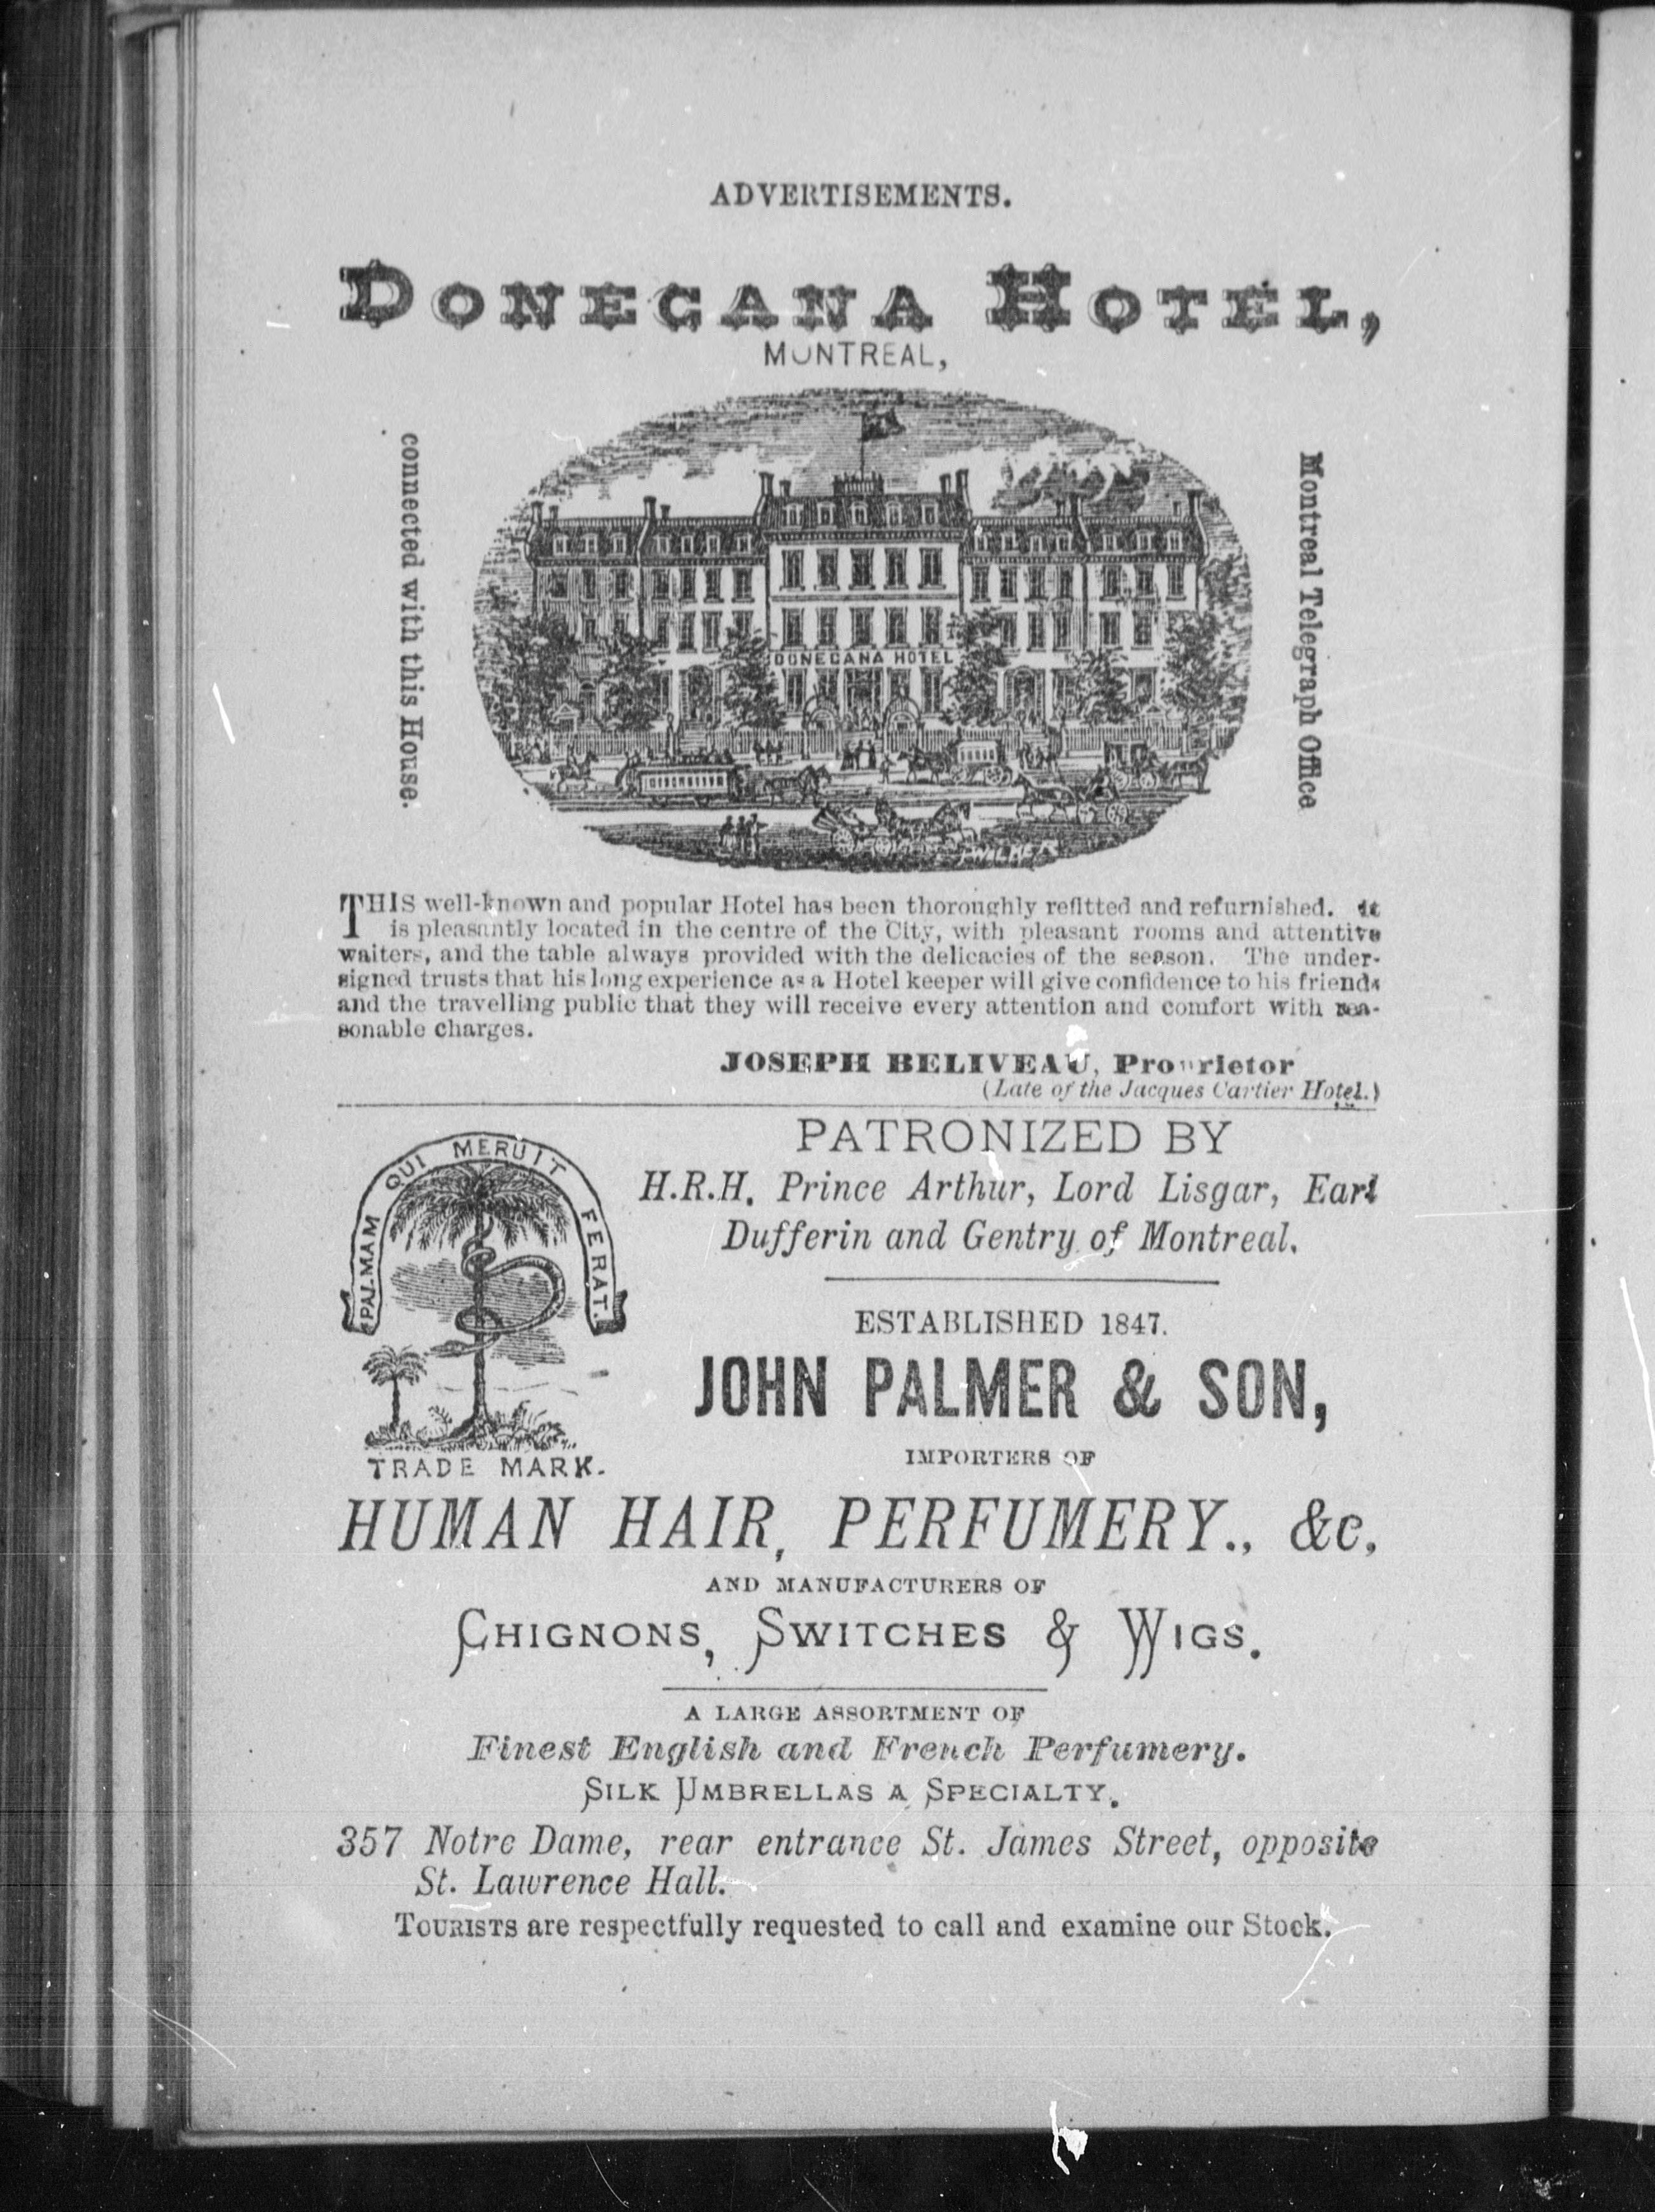 ADVERTISEMENTS.
DONEGANA HOTEL,
MONTREAL,
Montreal Telegraph Office
connected with this House.
DONEGANA HOTEL
J WALKER
THIS well-known and popular Hotel has been thoroughly refitted and refurnished. It
is pleasantly located in the centre of the City, with pleasant rooms and attentive
waiters, and the table always provided with the delicacies of the season. The under-
signed trusts that his long experience as a Hotel keeper will give confidence to his friends
and the travelling public that they will receive every attention and comfort with rea-
sonable charges.
JOSEPH BELIVEAU, Proprietor
(Late of the Jacques Cartier Hotel.)
PALMAM QUI MERUIT FERAT.
TRADE MARK.
PATRONIZED BY
H.R.H. Prince Arthur, Lord Lisgar, Earl
Dufferin and Gentry of Montreal.
ESTABLISHED 1847.
JOHN PALMER & SON,
IMPORTERS OF
HUMAN HAIR, PERFUMERY., &c,
AND MANUFACTURERS OF
CHIGNONS, SWITCHES & WIGS.
A LARGE ASSORTMENT OF
Finest English and French Perfumery.
SILK UMBRELLAS A SPECIALTY.
357 Notre Dame, rear entrance St. James Street, opposite
St. Lawrence Hall.
TOURISTS are respectfully requested to call and examine our Stock.